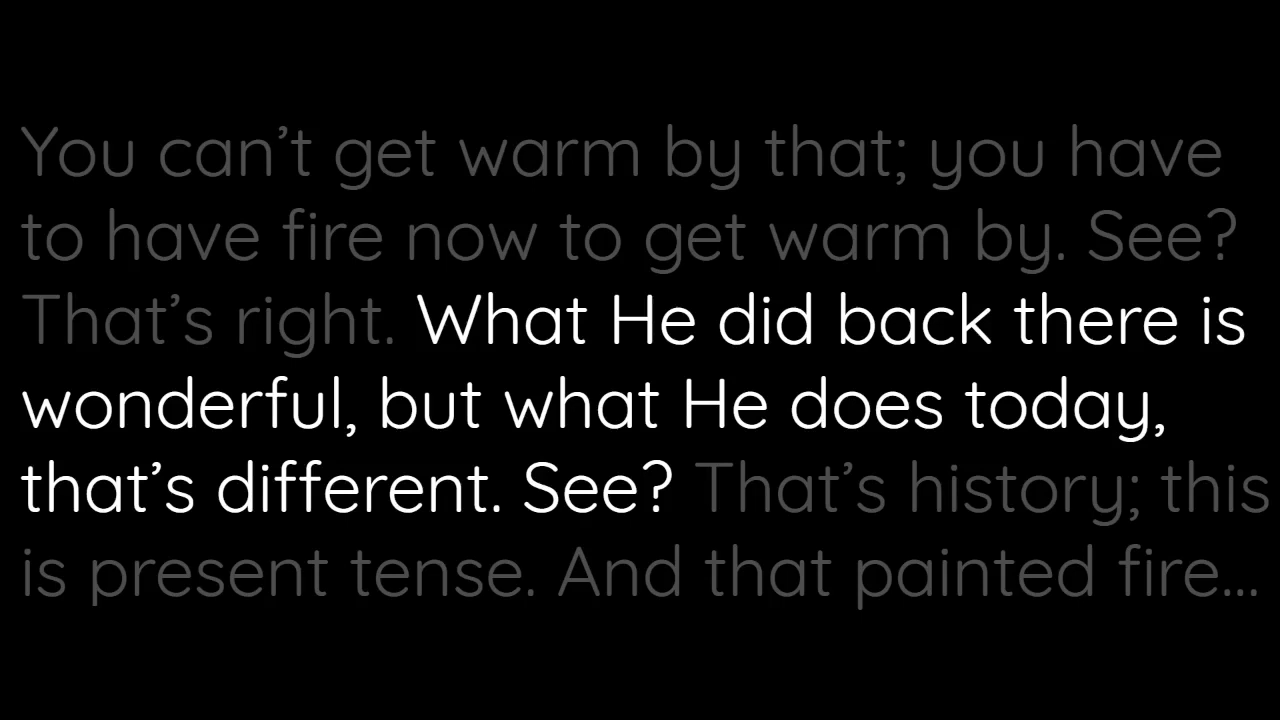 You can’t get warm by that; you have
to have fire now to get warm by. See?
That’s right. What He did back there is
wonderful, but what He does today,
that’s different. See? That’s history; this
is present tense. And that painted fire...